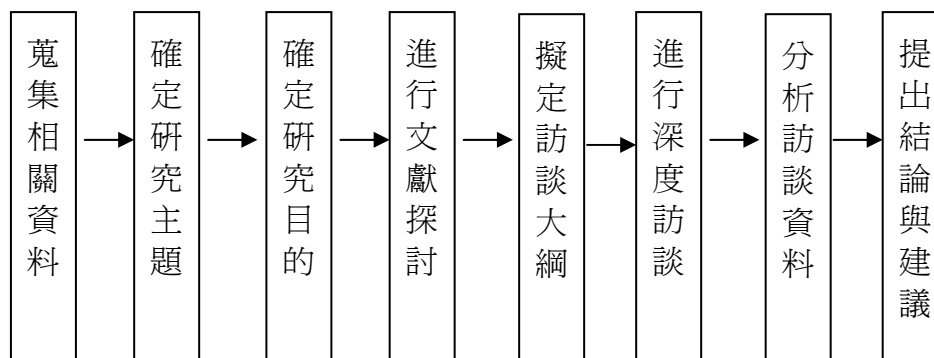 蒐集相關資料
確定研究主題
確定研究目的
進行文獻探討
擬定訪談大綱
進行深度訪談
分析訪談資料
提出結論與建議